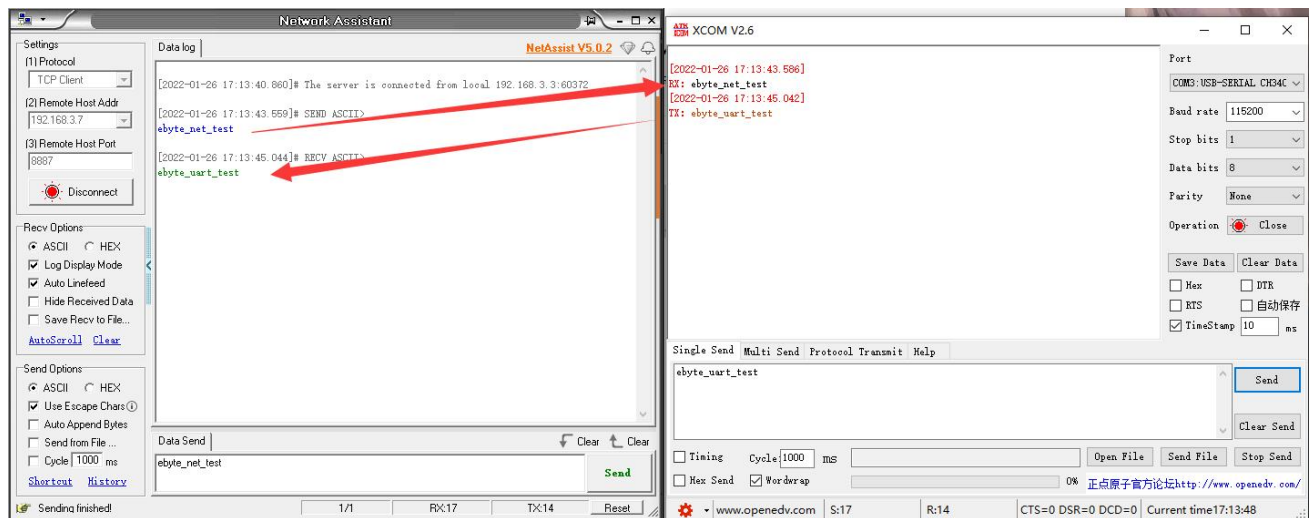 Network Assistant
Settings
(1) Protocol
TCP Client
(2) Remote Host Addr
192.168.3.7
(3) Remote Host Port
8887
Disconnect
Recv Options
ASCII HEX
Log Display Mode
Auto Linefeed
Hide Received Data
Save Recv to File...
AutoScroll Clear
Send Options
ASCII HEX
Use Escape Chars
Auto Append Bytes
Send from File ...
Cycle 1000 ms
Shortcut History
Data log
NetAssist V5.0.2
[2022-01-26 17:13:40.860]# The server is connected from local 192.168.3.3:60372
[2022-01-26 17:13:43.559]# SEND ASCII>
ebyte_net_test
[2022-01-26 17:13:45.044]# RECV ASCII>
ebyte_uart_test
Data Send
Clear Clear
ebyte_net_test
Send
Sending finished! 1/1 RX:17 TX:14 Reset
XCOM V2.6
[2022-01-26 17:13:43.586]
RX: ebyte_net_test
[2022-01-26 17:13:45.042]
TX: ebyte_uart_test
Port
COM3:USB-SERIAL CH34C
Baud rate 115200
Stop bits 1
Data bits 8
Parity None
Operation Close
Save Data Clear Data
Hex DTR
RTS 自动保存
TimeStamp 10 ms
Single Send Multi Send Protocol Transmit Help
ebyte_uart_test
Send
Clear Send
Timing Cycle: 1000 ms Open File Send File Stop Send
Hex Send Wordwrap 0% 正点原子官方论坛http://www.openedv.com/
www.openedv.com S:17 R:14 CTS=0 DSR=0 DCD=0 Current time17:13:48